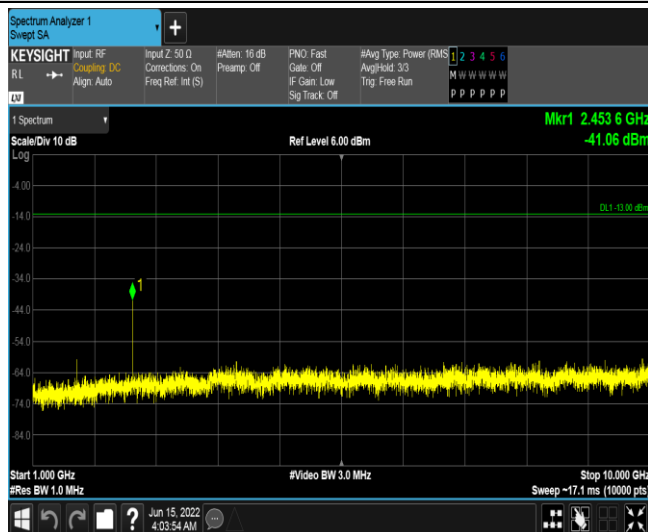 Spectrum Analyzer 1
Swept SA
+
KEYSIGHT
RL
LXI
Input: RF
Coupling: DC
Align: Auto
Input Z: 50 Ω
Corrections: On
Freq Ref: Int (S)
#Atten: 16 dB
Preamp: Off
PNO: Fast
Gate: Off
IF Gain: Low
Sig Track: Off
#Avg Type: Power (RMS
Avg|Hold: 3/3
Trig: Free Run
1 2 3 4 5 6
M W W W W W
P P P P P P
1 Spectrum
Mkr1 2.453 6 GHz
Scale/Div 10 dB
Ref Level 6.00 dBm
-41.06 dBm
Log
-4.00
DL1 -13.00 dBm
-14.0
-24.0
-34.0
1
-44.0
-54.0
-64.0
-74.0
-84.0
Start 1.000 GHz
#Video BW 3.0 MHz
Stop 10.000 GHz
#Res BW 1.0 MHz
Sweep ~17.1 ms (10000 pts)
?
Jun 15, 2022
4:03:54 AM